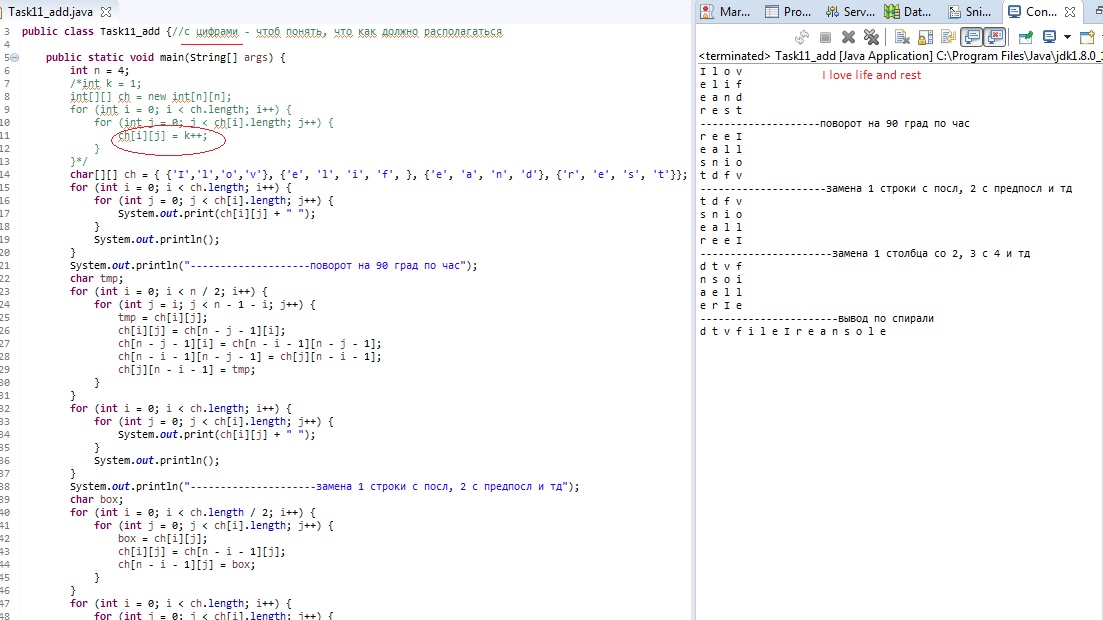 Task11_add.java
3 public class Task11_add {//с цифрами - чтоб понять, что как должно располагаться
4
5 public static void main(String[] args) {
6 int n = 4;
7 /*int k = 1;
8 int[][] ch = new int[n][n];
9 for (int i = 0; i < ch.length; i++) {
10 for (int j = 0; j < ch[i].length; j++) {
11 ch[i][j] = k++;
12 }
13 }*/
14 char[][] ch = { {'I','l','o','v'}, {'e', 'l', 'i', 'f', }, {'e', 'a', 'n', 'd'}, {'r', 'e', 's', 't'}};
15 for (int i = 0; i < ch.length; i++) {
16 for (int j = 0; j < ch[i].length; j++) {
17 System.out.print(ch[i][j] + " ");
18 }
19 System.out.println();
20 }
21 System.out.println("--------------------поворот на 90 град по час");
22 char tmp;
23 for (int i = 0; i < n / 2; i++) {
24 for (int j = i; j < n - 1 - i; j++) {
25 tmp = ch[i][j];
26 ch[i][j] = ch[n - j - 1][i];
27 ch[n - j - 1][i] = ch[n - i - 1][n - j - 1];
28 ch[n - i - 1][n - j - 1] = ch[j][n - i - 1];
29 ch[j][n - i - 1] = tmp;
30 }
31 }
32 for (int i = 0; i < ch.length; i++) {
33 for (int j = 0; j < ch[i].length; j++) {
34 System.out.print(ch[i][j] + " ");
35 }
36 System.out.println();
37 }
38 System.out.println("---------------------замена 1 строки с посл, 2 с предпосл и тд");
39 char box;
40 for (int i = 0; i < ch.length / 2; i++) {
41 for (int j = 0; j < ch[i].length; j++) {
42 box = ch[i][j];
43 ch[i][j] = ch[n - i - 1][j];
44 ch[n - i - 1][j] = box;
45 }
46 }
47 for (int i = 0; i < ch.length; i++) {
48 for (int j = 0; j < ch[i].length; j++) {
Mar... Pro... Serv... Dat... Sni... Con...
<terminated> Task11_add [Java Application] C:\Program Files\Java\jdk1.8.0_1
I l o v
I love life and rest
e l i f
e a n d
r e s t
--------------------поворот на 90 град по час
r e e I
e a l l
s n i o
t d f v
---------------------замена 1 строки с посл, 2 с предпосл и тд
t d f v
s n i o
e a l l
r e e I
----------------------замена 1 столбца со 2, 3 с 4 и тд
d t v f
n s o i
a e l l
e r I e
-----------------------вывод по спирали
d t v f i l e I r e a n s o l e